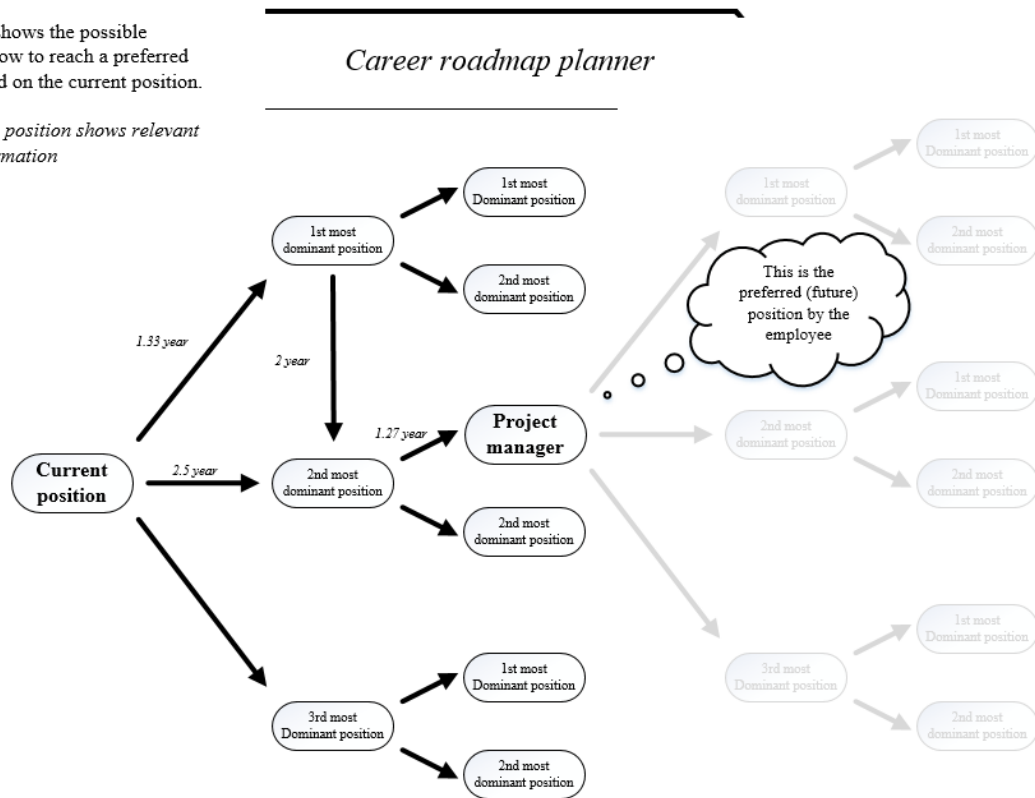 hows the possible
ow to reach a preferred
d on the current position.
position shows relevant
mation
Career roadmap planner
1st most
Dominant position
1st most
dominant position
2nd most
dominant position
1st most
Dominant position
1st most
dominant position
2nd most
dominant position
This is the
preferred (future)
position by the
employee
1.33 year
2 year
1.27 year
Project
manager
1st most
Dominant position
2nd most
dominant position
2nd most
dominant position
Current
position
2.5 year
2nd most
dominant position
2nd most
dominant position
1st most
Dominant position
3rd most
Dominant position
2nd most
dominant position
1st most
Dominant position
3rd most
Dominant position
2nd most
dominant position